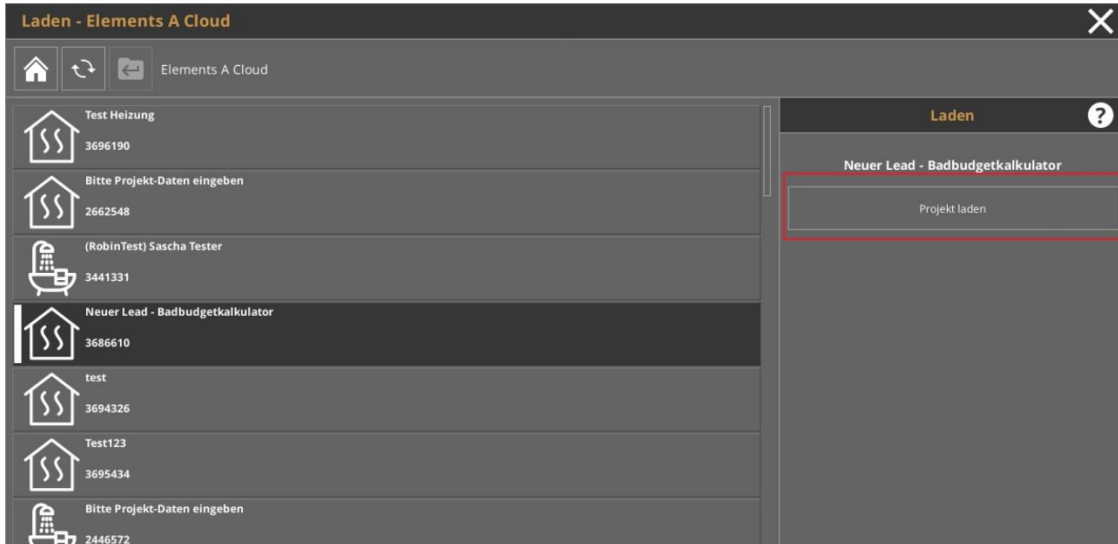 Laden - Elements A Cloud
Elements A Cloud
Test Heizung
3696190
Bitte Projekt-Daten eingeben
2662548
(RobinTest) Sascha Tester
3441331
Neuer Lead - Badbudgetkalkulator
3686610
test
3694326
Test123
3695434
Bitte Projekt-Daten eingeben
2446572
Laden
?
Neuer Lead - Badbudgetkalkulator
Projekt laden